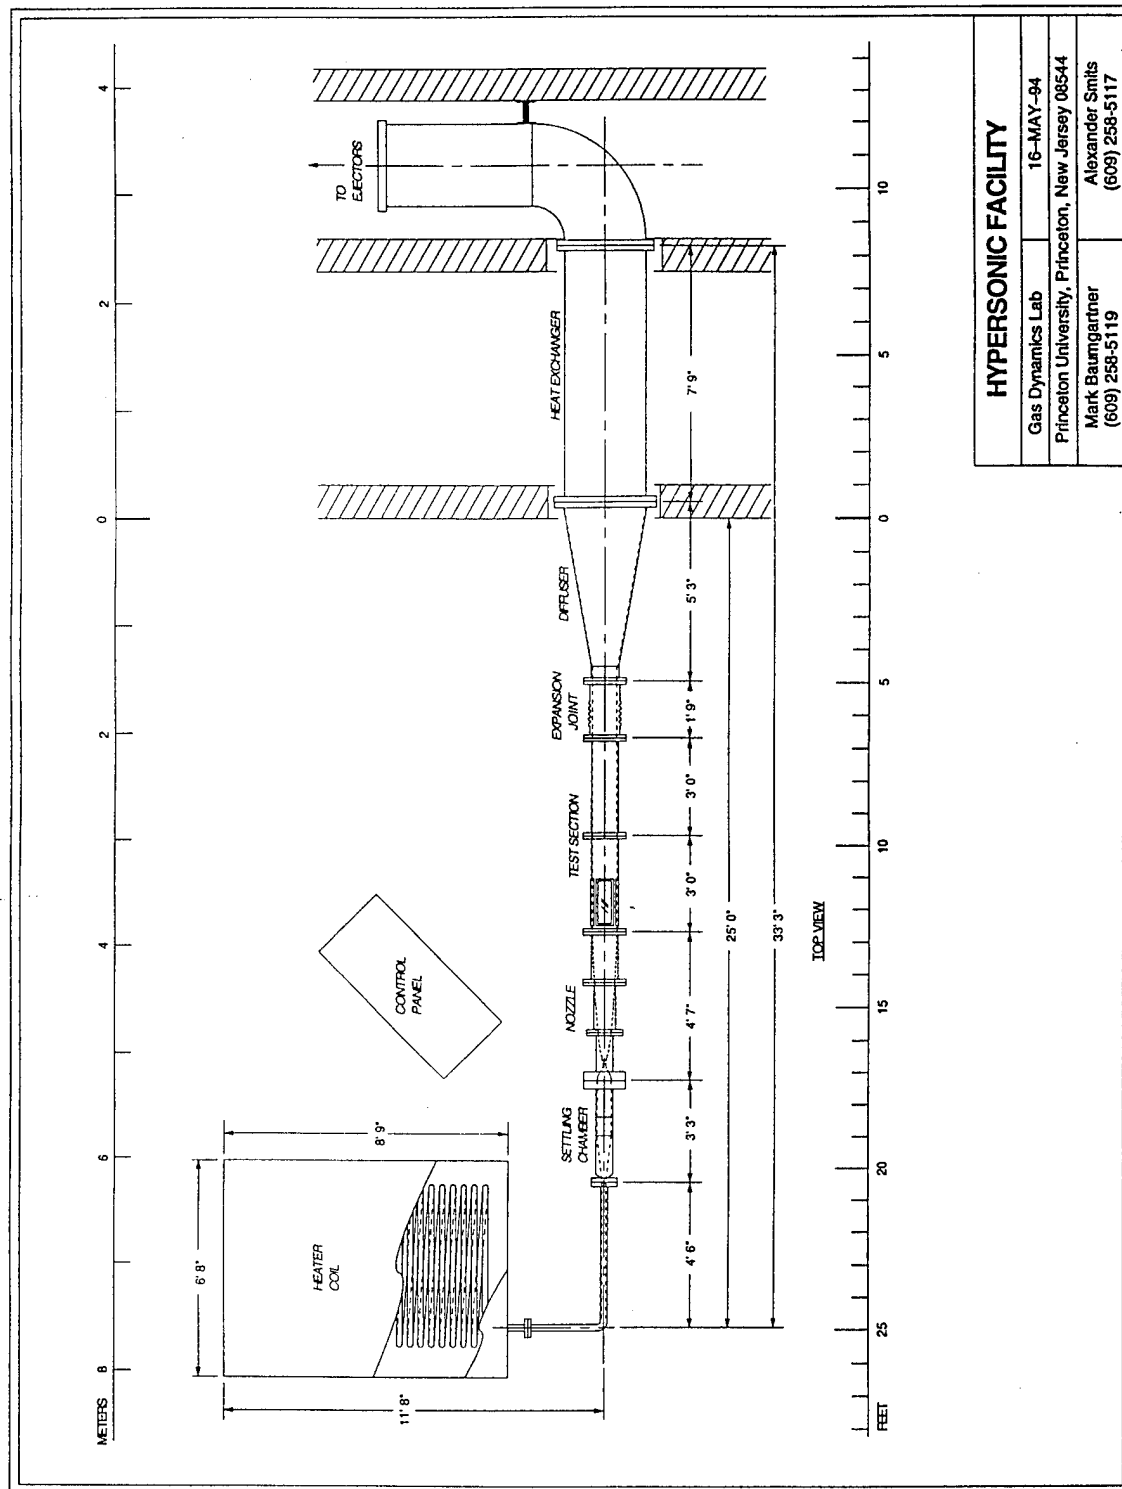 HYPERSONIC FACILITY
Gas Dynamics Lab
16-MAY-94
Princeton University, Princeton, New Jersey 08544
Mark Baumgartner
(609) 258-5119
Alexander Smits
(609) 258-5117
METERS
8
6
4
2
0
2
4
6' 8"
8' 9"
11' 8"
HEATER
COIL
CONTROL
PANEL
TO
EJECTORS
SETTLING
CHAMBER
NOZZLE
TEST SECTION
EXPANSION
JOINT
DIFFUSER
HEAT EXCHANGER
4' 6"
3' 3"
4' 7"
3' 0"
3' 0"
1' 9"
5' 3"
7' 9"
25' 0"
33' 3"
TOP VIEW
FEET
25
20
15
10
5
0
5
10